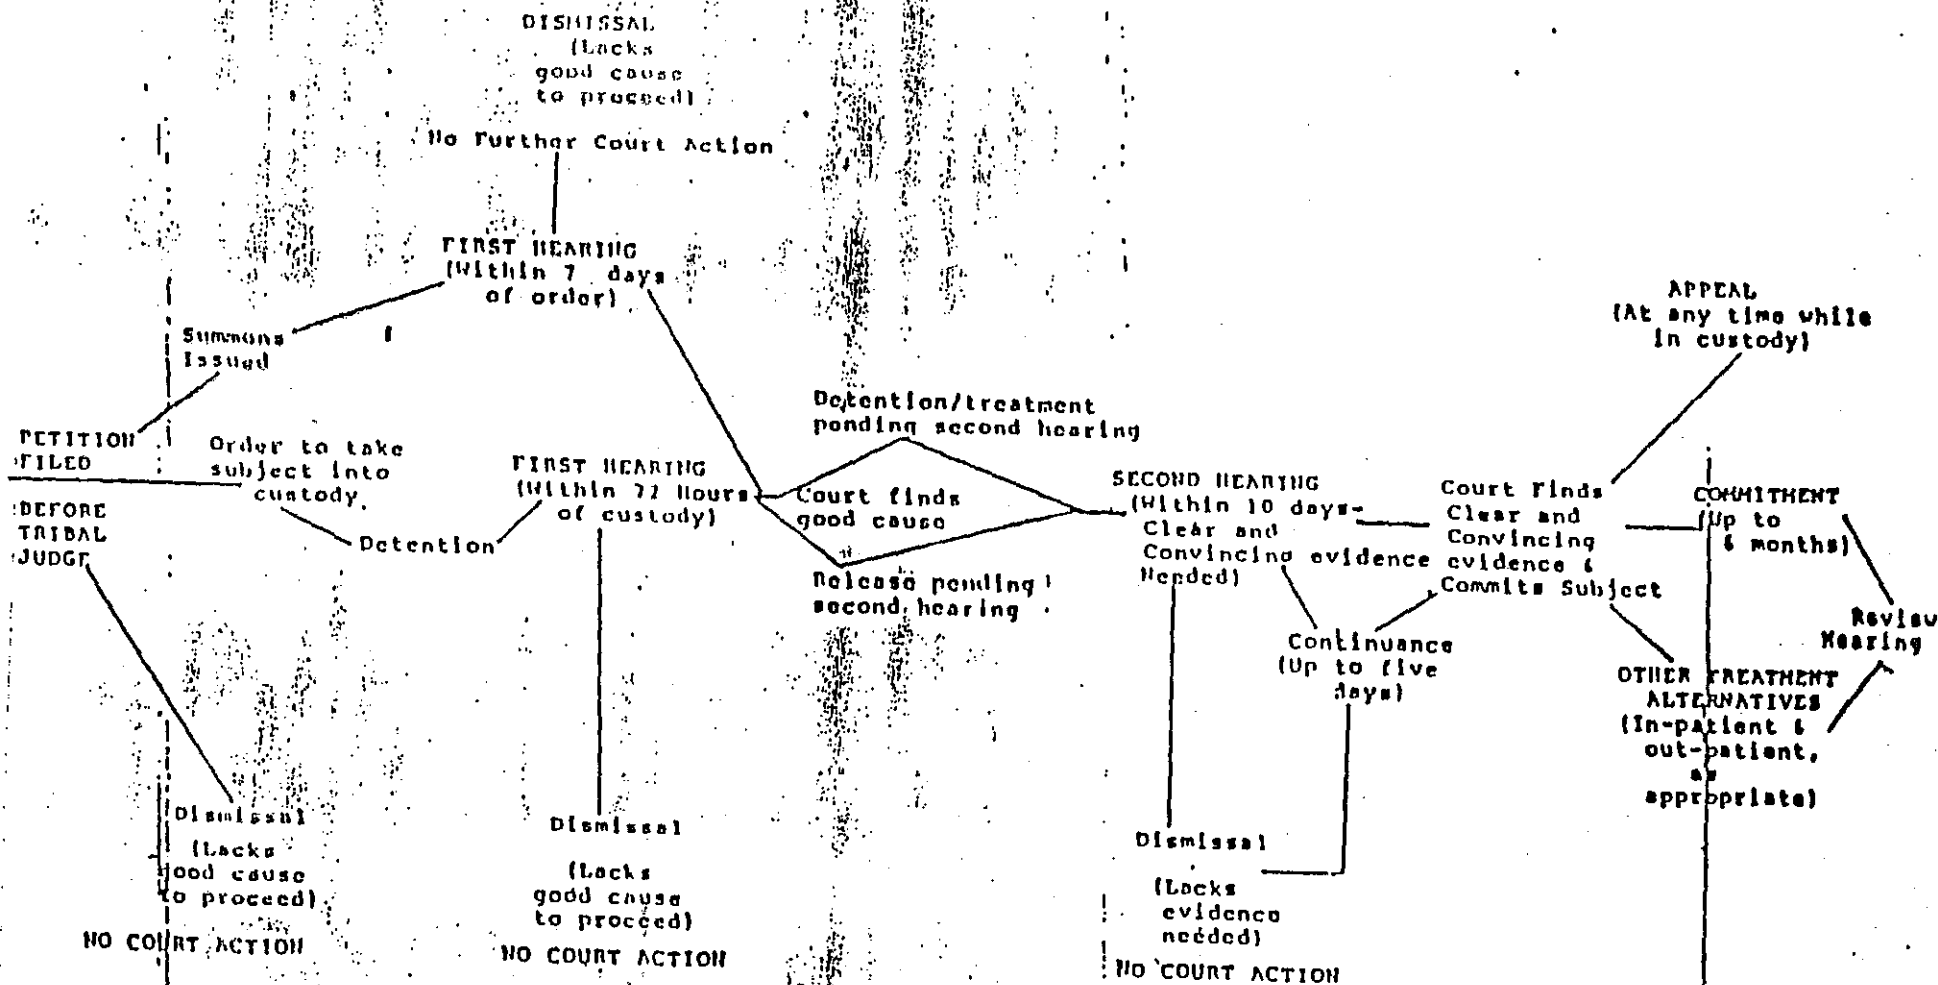 DISMISSAL
(Lacks
good cause
to proceed)
No Further Court Action
FIRST HEARING
(Within 7 days
of order)
Summons
Issued
PETITION
FILED
BEFORE
TRIBAL
JUDGE
Order to take
subject into
custody.
Detention
FIRST HEARING
(Within 72 Hours
of custody)
Detention/treatment
pending second hearing
Court finds
good cause
Release pending
second hearing
SECOND HEARING
(Within 10 days-
Clear and
Convincing evidence
Needed)
Court Finds
Clear and
Convincing
evidence &
Commits Subject
APPEAL
(At any time while
in custody)
COMMITMENT
(Up to
6 months)
Review
Hearing
Continuance
(Up to five
days)
OTHER TREATMENT
ALTERNATIVES
(In-patient &
out-patient,
as
appropriate)
Dismissal
(Lacks
good cause
to proceed)
NO COURT ACTION
Dismissal
(Lacks
good cause
to proceed)
NO COURT ACTION
Dismissal
(Lacks
evidence
needed)
NO COURT ACTION